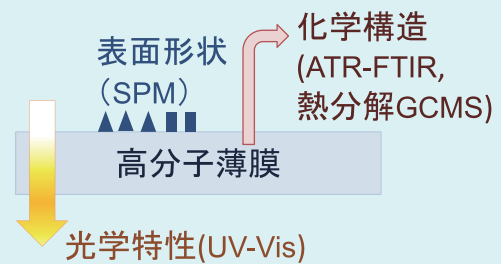 表面形状
（SPM）
化学構造
(ATR-FTIR,
熱分解GCMS)
高分子薄膜
光学特性(UV-Vis)